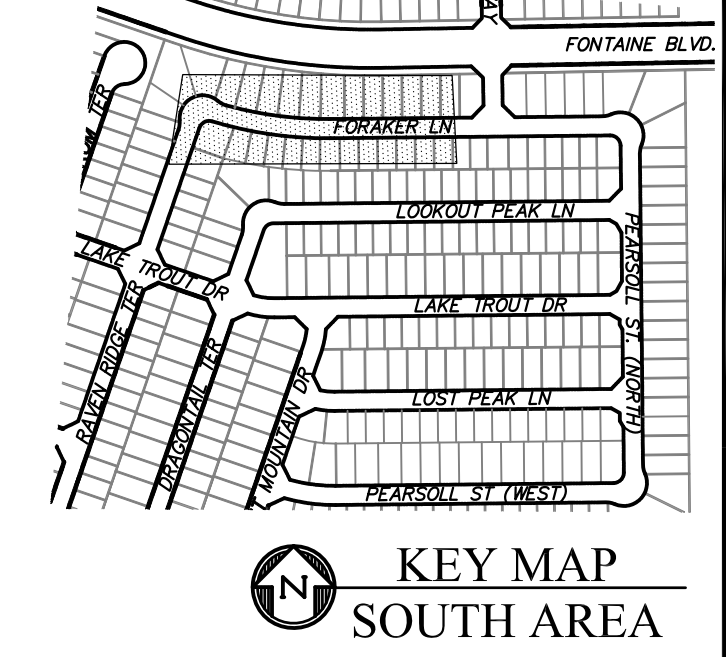 AY
FONTAINE BLVD.
FORAKER LN
LOOKOUT PEAK LN
PEARSOLL ST. (NORTH)
LAKE TROUT DR
LAKE TROUT DR
RAVEN RIDGE TER
DRAGONTAIL TER
MOUNTAIN DR
LOST PEAK LN
PEARSOLL ST (WEST)
N
KEY MAP
SOUTH AREA